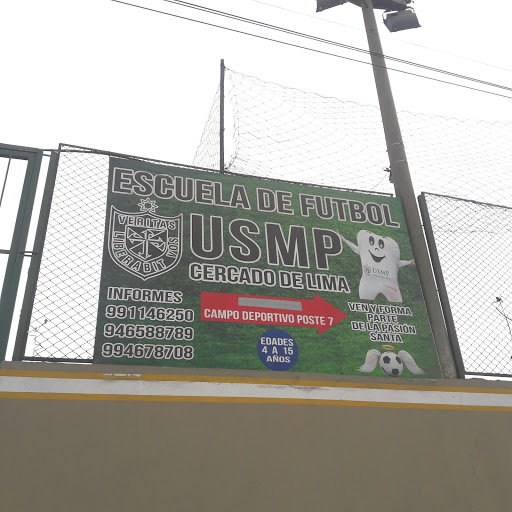 ESCUELA DE FUTBOL
USMP
CERCADO DE LIMA
VERITAS
LIBERABIT VOS
USMP
INFORMES
991146250
946588789
994678708
CAMPO DEPORTIVO POSTE 7
EDADES
4 A 15
AÑOS
VEN Y FORMA
PARTE
DE LA PASIÓN
SANTA